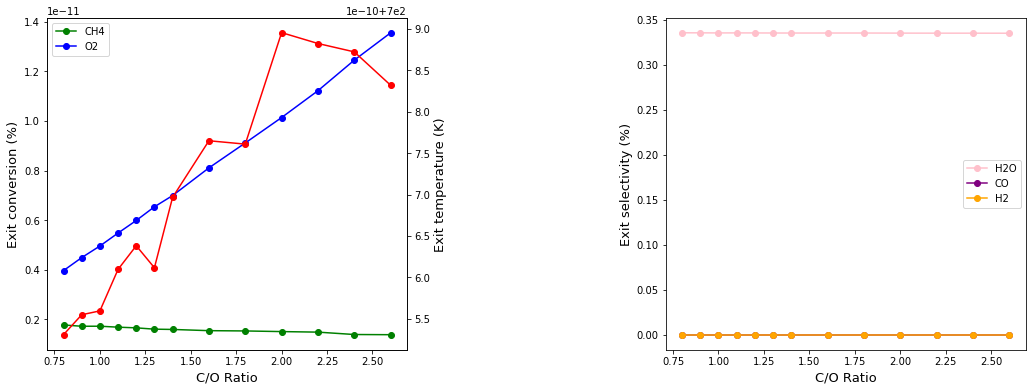 1e−11
1e−10+7e2
1.4
1.2
1.0
0.8
0.6
0.4
0.2
Exit conversion (%)
CH4
O2
9.0
8.5
8.0
7.5
7.0
6.5
6.0
5.5
Exit temperature (K)
0.75 1.00 1.25 1.50 1.75 2.00 2.25 2.50
C/O Ratio
0.35
0.30
0.25
0.20
0.15
0.10
0.05
0.00
Exit selectivity (%)
H2O
CO
H2
0.75 1.00 1.25 1.50 1.75 2.00 2.25 2.50
C/O Ratio